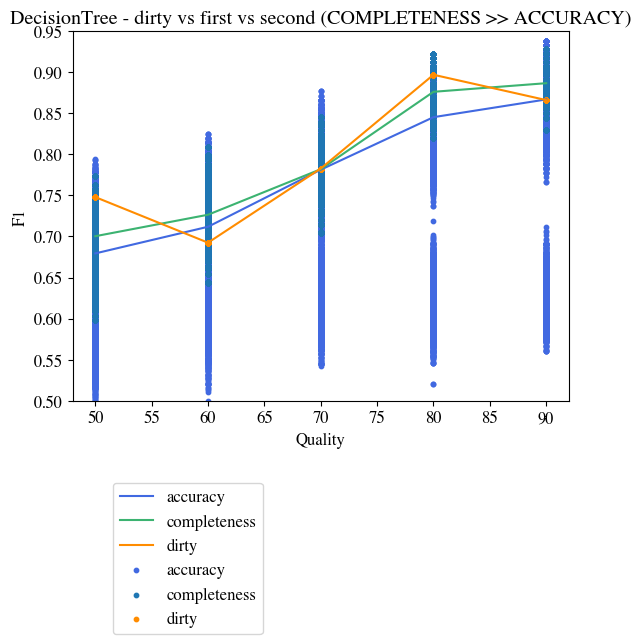 DecisionTree - dirty vs first vs second (COMPLETENESS >> ACCURACY)
0.95
0.90
0.85
0.80
0.75
0.70
0.65
0.60
0.55
0.50
F1
50
55
60
65
70
75
80
85
90
Quality
accuracy
completeness
dirty
accuracy
completeness
dirty